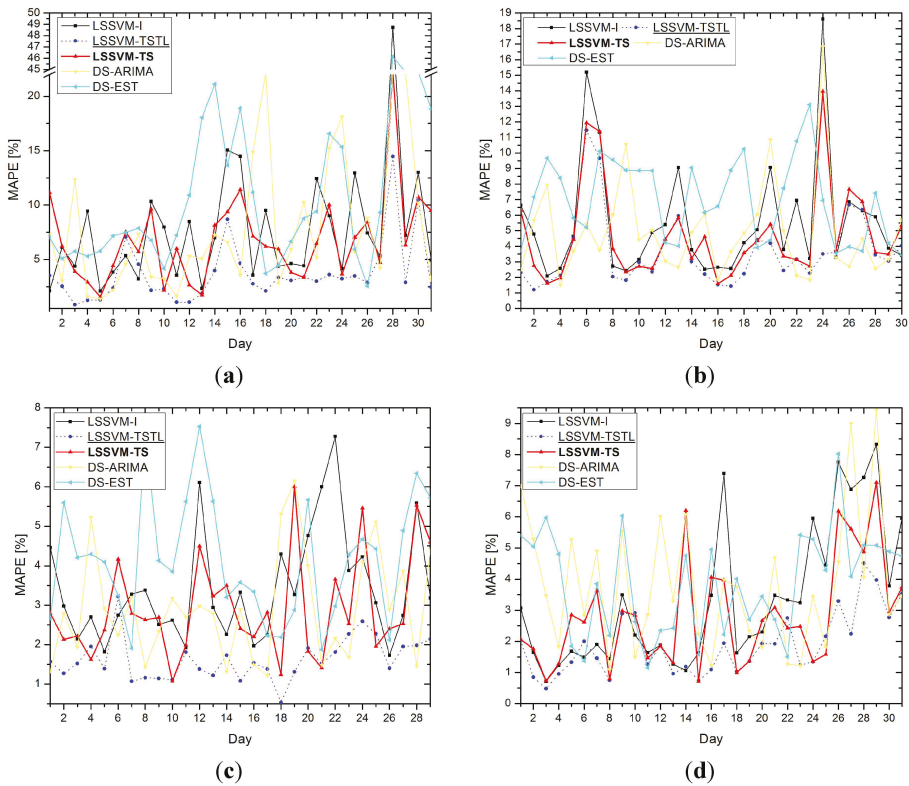 50
49
48
47
46
45
20
15
10
5
MAPE [%]
LSSVM-I
LSSVM-TSTL
LSSVM-TS
DS-ARIMA
DS-EST
2 4 6 8 10 12 14 16 18 20 22 24 26 28 30
Day
(a)
19
18
17
16
15
14
13
12
11
10
9
8
7
6
5
4
3
2
1
0
MAPE [%]
LSSVM-I LSSVM-TSTL
LSSVM-TS DS-ARIMA
DS-EST
2 4 6 8 10 12 14 16 18 20 22 24 26 28 30
Day
(b)
8
7
6
5
4
3
2
1
MAPE [%]
LSSVM-I
LSSVM-TSTL
LSSVM-TS
DS-ARIMA
DS-EST
2 4 6 8 10 12 14 16 18 20 22 24 26 28
Day
(c)
9
8
7
6
5
4
3
2
1
0
MAPE [%]
LSSVM-I
LSSVM-TSTL
LSSVM-TS
DS-ARIMA
DS-EST
2 4 6 8 10 12 14 16 18 20 22 24 26 28 30
Day
(d)